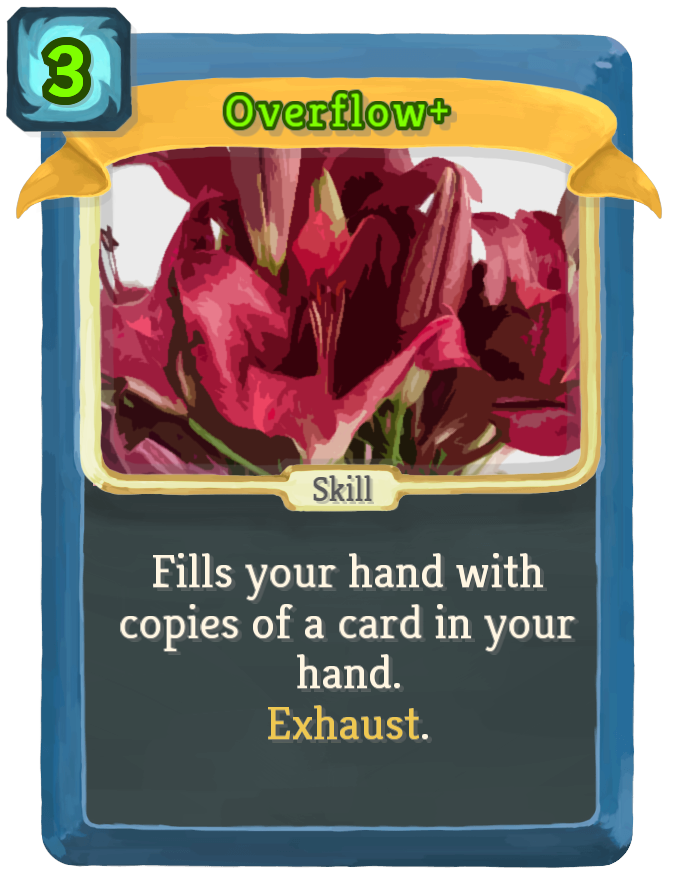 3
Overflow+
Skill
Fills your hand with
copies of a card in your
hand.
Exhaust.